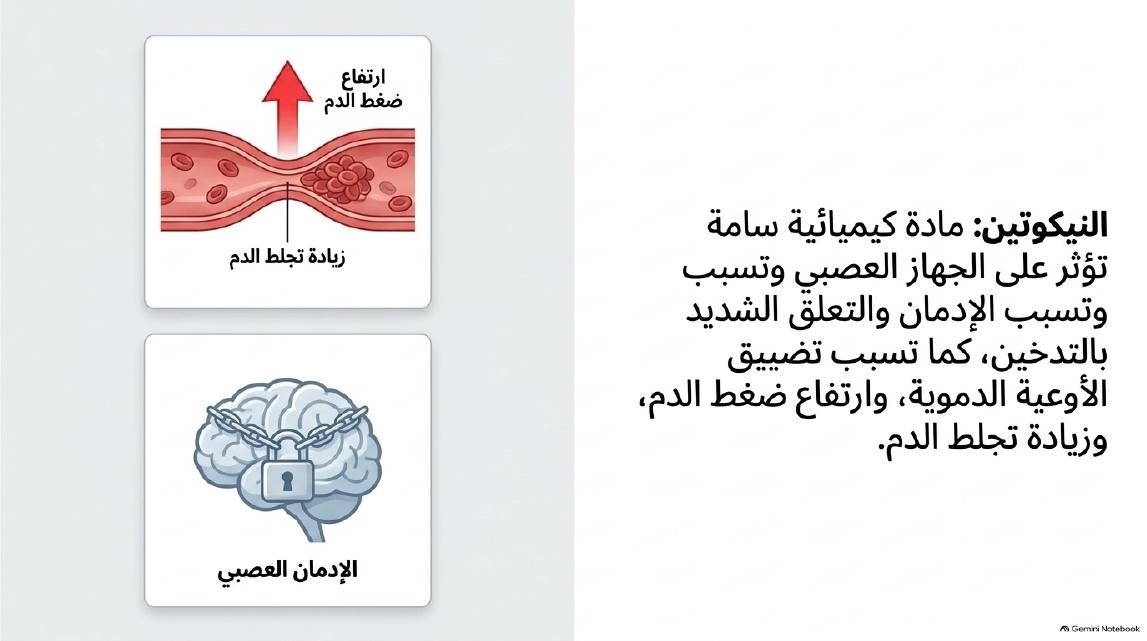 ارتفاع
ضغط الدم
زيادة تجلط الدم
الإدمان العصبي
النيكوتين: مادة كيميائية سامة
تؤثر على الجهاز العصبي وتسبب
وتسبب الإدمان والتعلق الشديد
بالتدخين، كما تسبب تضييق
الأوعية الدموية، وارتفاع ضغط الدم،
وزيادة تجلط الدم.
Gemini Notebook